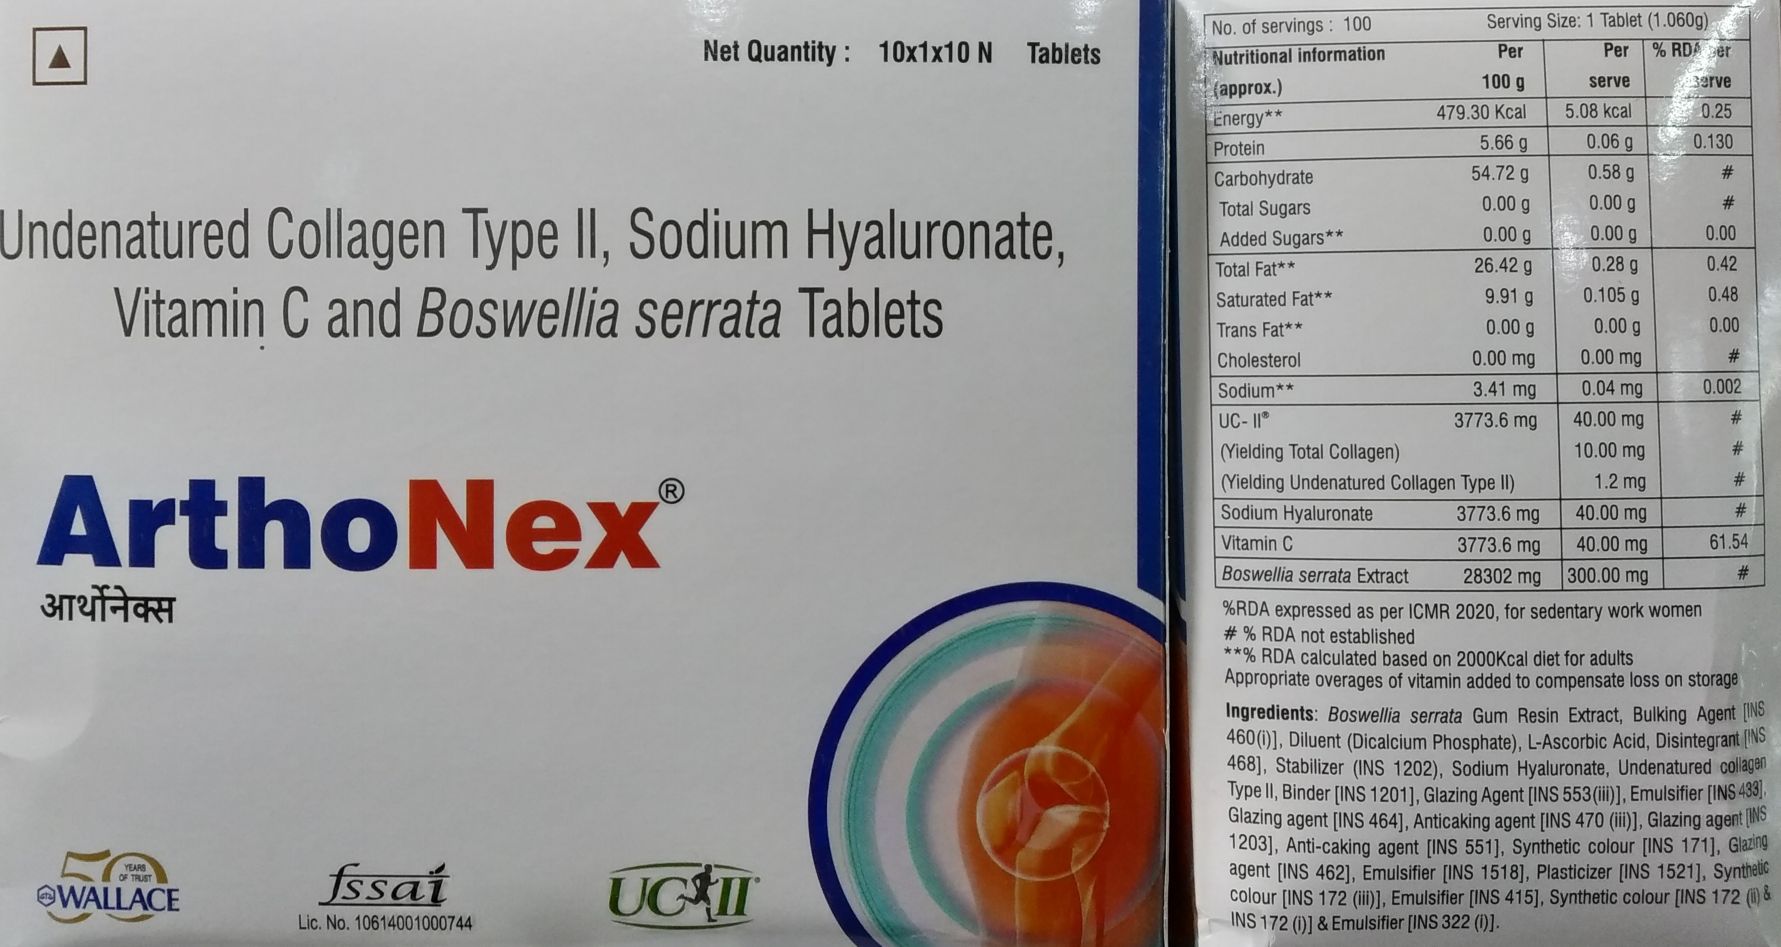 Net Quantity : 10x1x10 N Tablets
Undenatured Collagen Type II, Sodium Hyaluronate,
Vitamin C and Boswellia serrata Tablets
ArthoNex®
आर्थोनेक्स
50 YEARS
OF TRUST
WALLACE
fssai
Lic. No. 10614001000744
UC-II®
No. of servings : 100 Serving Size: 1 Tablet (1.060g)
Nutritional information Per Per % RDA per
(approx.) 100 g serve serve
Energy** 479.30 Kcal 5.08 kcal 0.25
Protein 5.66 g 0.06 g 0.130
Carbohydrate 54.72 g 0.58 g #
Total Sugars 0.00 g 0.00 g #
Added Sugars** 0.00 g 0.00 g 0.00
Total Fat** 26.42 g 0.28 g 0.42
Saturated Fat** 9.91 g 0.105 g 0.48
Trans Fat** 0.00 g 0.00 g 0.00
Cholesterol 0.00 mg 0.00 mg #
Sodium** 3.41 mg 0.04 mg 0.002
UC- II® 3773.6 mg 40.00 mg #
(Yielding Total Collagen) 10.00 mg #
(Yielding Undenatured Collagen Type II) 1.2 mg #
Sodium Hyaluronate 3773.6 mg 40.00 mg #
Vitamin C 3773.6 mg 40.00 mg 61.54
Boswellia serrata Extract 28302 mg 300.00 mg #
%RDA expressed as per ICMR 2020, for sedentary work women
# % RDA not established
**% RDA calculated based on 2000Kcal diet for adults
Appropriate overages of vitamin added to compensate loss on storage
Ingredients: Boswellia serrata Gum Resin Extract, Bulking Agent [INS
460(i)], Diluent (Dicalcium Phosphate), L-Ascorbic Acid, Disintegrant [INS
468], Stabilizer (INS 1202), Sodium Hyaluronate, Undenatured collagen
Type II, Binder [INS 1201], Glazing Agent [INS 553(iii)], Emulsifier [INS 433],
Glazing agent [INS 464], Anticaking agent [INS 470 (iii)], Glazing agent [INS
1203], Anti-caking agent [INS 551], Synthetic colour [INS 171], Glazing
agent [INS 462], Emulsifier [INS 1518], Plasticizer [INS 1521], Synthetic
colour [INS 172 (iii)], Emulsifier [INS 415], Synthetic colour [INS 172 (ii) &
INS 172 (i)] & Emulsifier [INS 322 (i)].